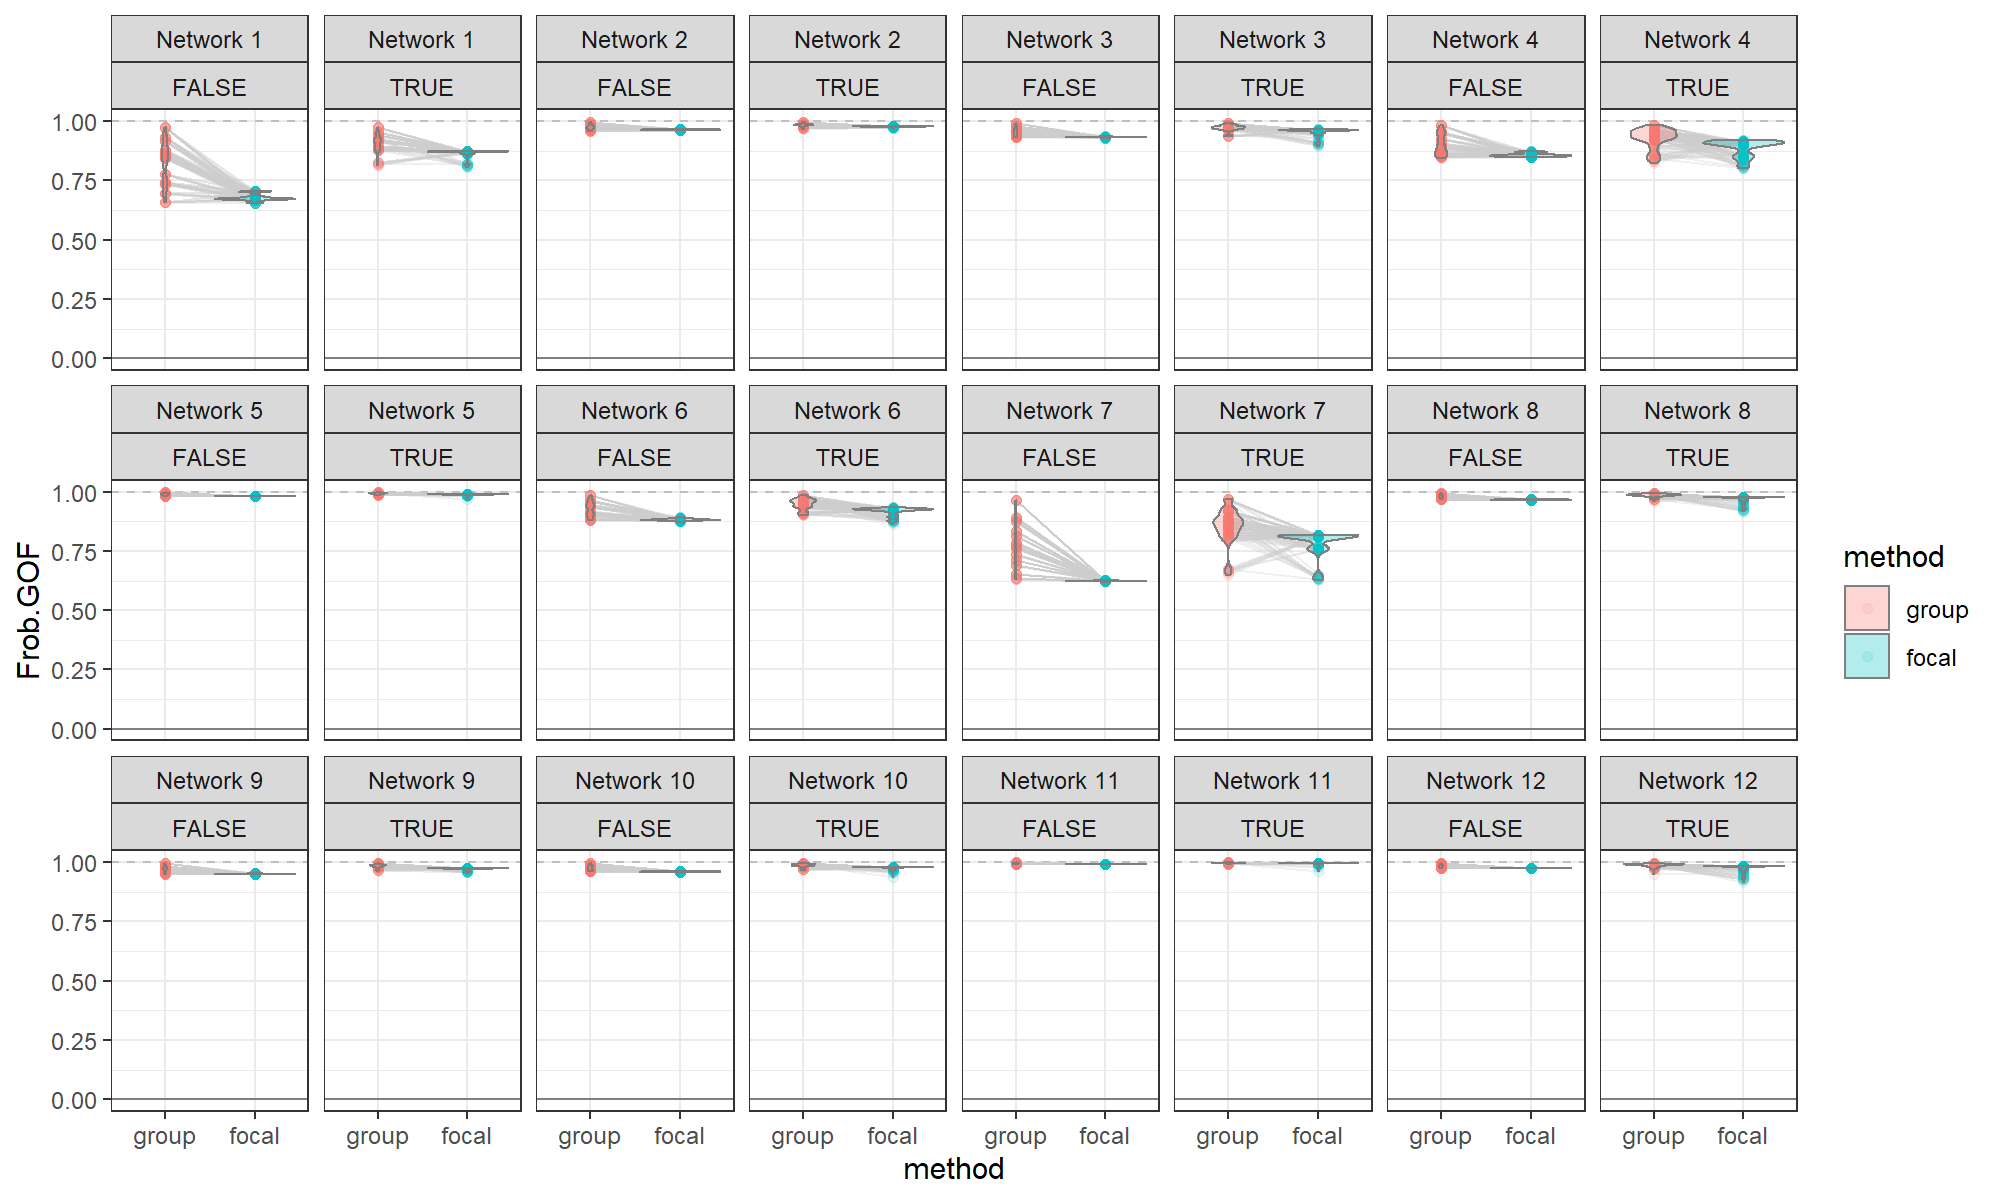 Network 1 Network 1 Network 2 Network 2 Network 3 Network 3 Network 4 Network 4
FALSE TRUE FALSE TRUE FALSE TRUE FALSE TRUE
1.00
0.75
0.50
0.25
0.00
Network 5 Network 5 Network 6 Network 6 Network 7 Network 7 Network 8 Network 8
FALSE TRUE FALSE TRUE FALSE TRUE FALSE TRUE
1.00
0.75
0.50
0.25
0.00
Frob.GOF
Network 9 Network 9 Network 10 Network 10 Network 11 Network 11 Network 12 Network 12
FALSE TRUE FALSE TRUE FALSE TRUE FALSE TRUE
1.00
0.75
0.50
0.25
0.00
group focal group focal group focal group focal group focal group focal group focal group focal
method
method
group
focal